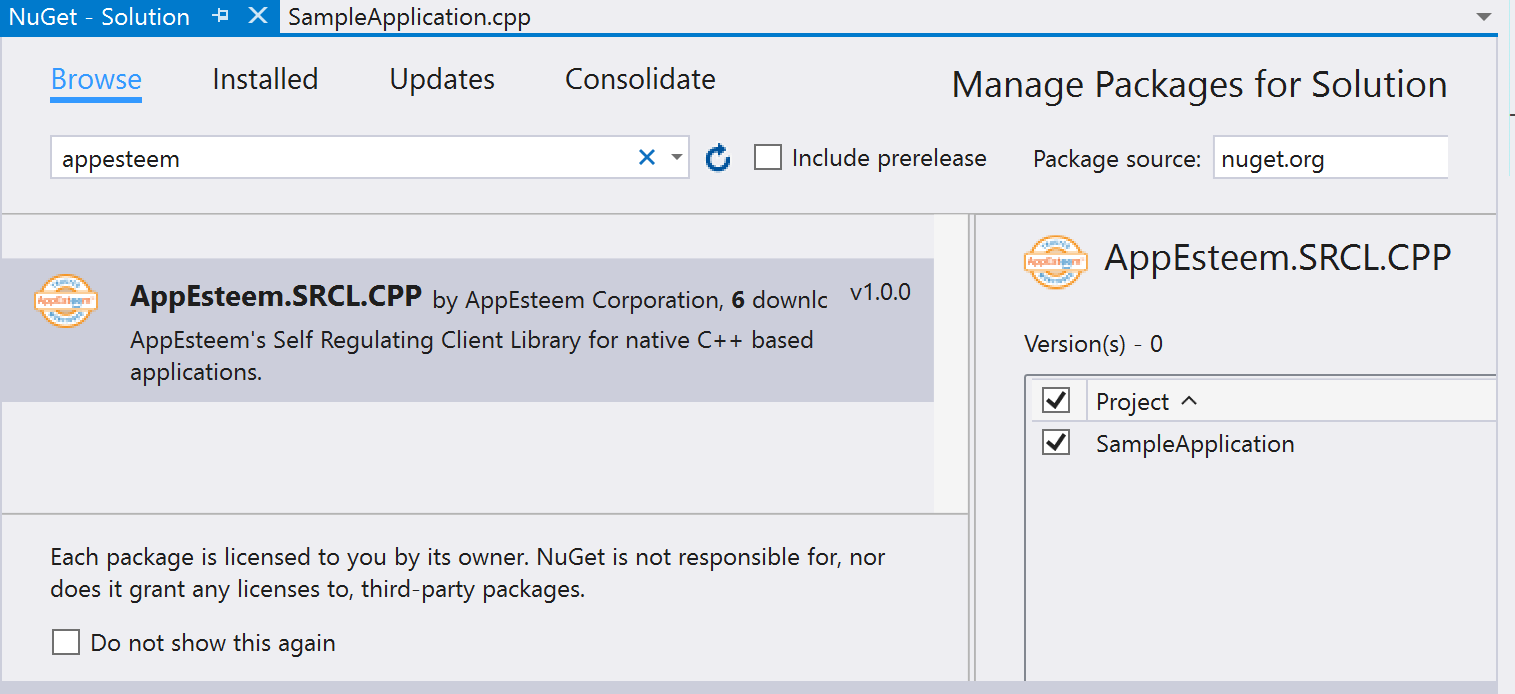 NuGet - Solution
SampleApplication.cpp
Browse
Installed
Updates
Consolidate
Manage Packages for Solution
appesteem
Include prerelease
Package source: nuget.org
AppEsteem.SRCL.CPP by AppEsteem Corporation, 6 downlc v1.0.0
AppEsteem's Self Regulating Client Library for native C++ based
applications.
Each package is licensed to you by its owner. NuGet is not responsible for, nor
does it grant any licenses to, third-party packages.
Do not show this again
AppEsteem.SRCL.CPP
Version(s) - 0
Project
SampleApplication